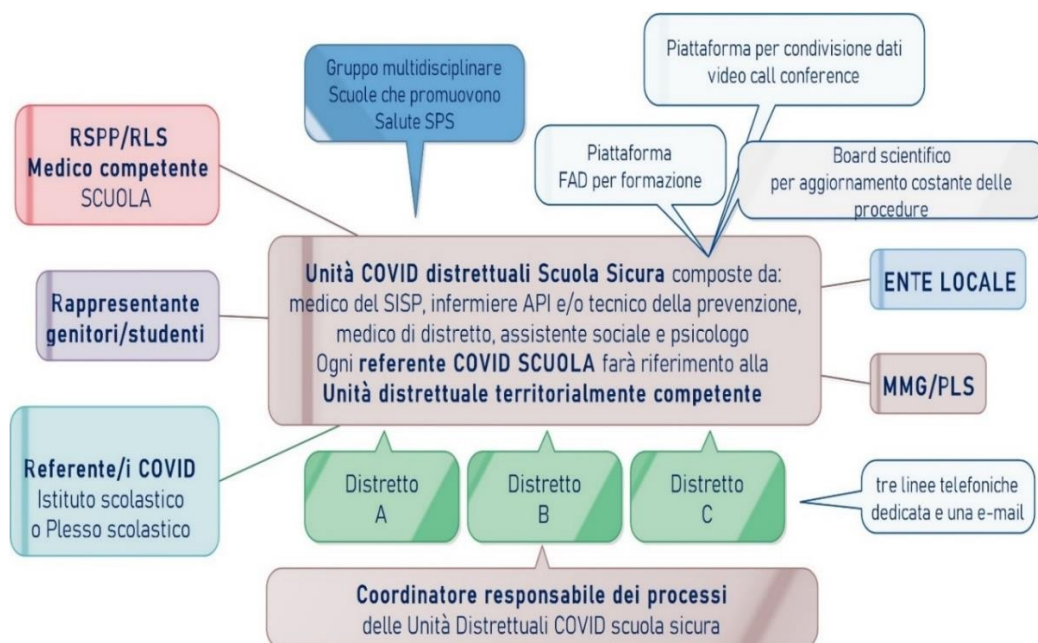 Gruppo multidisciplinare
Scuole che promuovono
Salute SPS
Piattaforma per condivisione dati
video call conference
Piattaforma
FAD per formazione
Board scientifico
per aggiornamento costante delle
procedure
RSPP/RLS
Medico competente
SCUOLA
Rappresentante
genitori/studenti
Referente/i COVID
Istituto scolastico
o Plesso scolastico
Unità COVID distrettuali Scuola Sicura composte da:
medico del SISP, infermiere API e/o tecnico della prevenzione,
medico di distretto, assistente sociale e psicologo
Ogni referente COVID SCUOLA farà riferimento alla
Unità distrettuale territorialmente competente
ENTE LOCALE
MMG/PLS
Distretto
A
Distretto
B
Distretto
C
tre linee telefoniche
dedicata e una e-mail
Coordinatore responsabile dei processi
delle Unità Distrettuali COVID scuola sicura